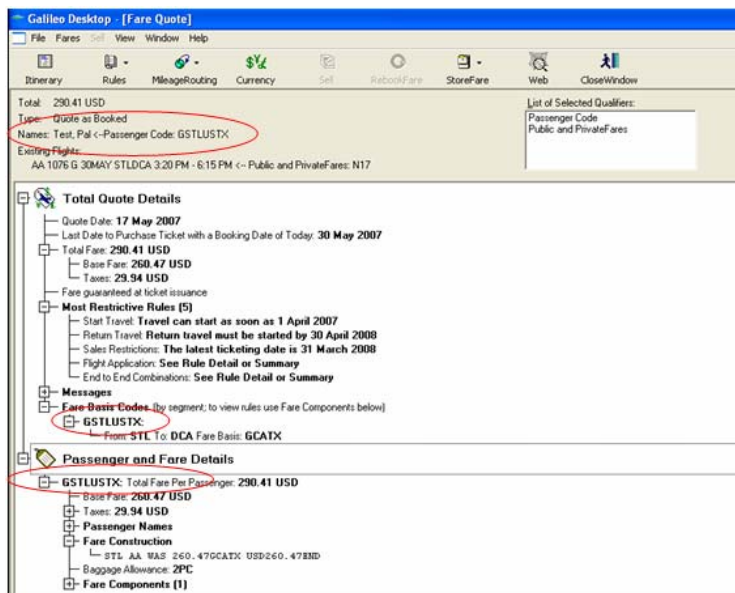 Galileo Desktop - [Fare Quote]
File Fares Sell View Window Help
Itinerary Rules MileageRouting Currency Sell RebookFare StoreFare Web CloseWindow
Total: 290.41 USD
List of Selected Qualifiers:
Type: Quote as Booked
Passenger Code
Names: Test, Pal <--Passenger Code: GSTLUSTX
Public and PrivateFares
Existing Flights:
AA 1076 G 30MAY STLDCA 3:20 PM - 6:15 PM <-- Public and PrivateFares: N17
Total Quote Details
Quote Date: 17 May 2007
Last Date to Purchase Ticket with a Booking Date of Today: 30 May 2007
Total Fare: 290.41 USD
Base Fare: 260.47 USD
Taxes: 29.94 USD
Fare guaranteed at ticket issuance
Most Restrictive Rules (5)
Start Travel: Travel can start as soon as 1 April 2007
Return Travel: Return travel must be started by 30 April 2008
Sales Restrictions: The latest ticketing date is 31 March 2008
Flight Application: See Rule Detail or Summary
End to End Combinations: See Rule Detail or Summary
Messages
Fare Basis Codes (by segment; to view rules use Fare Components below)
GSTLUSTX:
From STL To: DCA Fare Basis: GCATX
Passenger and Fare Details
GSTLUSTX: Total Fare Per Passenger: 290.41 USD
Base Fare: 260.47 USD
Taxes: 29.94 USD
Passenger Names
Fare Construction
STL AA WAS 260.47GCATX USD260.47END
Baggage Allowance: 2PC
Fare Components (1)